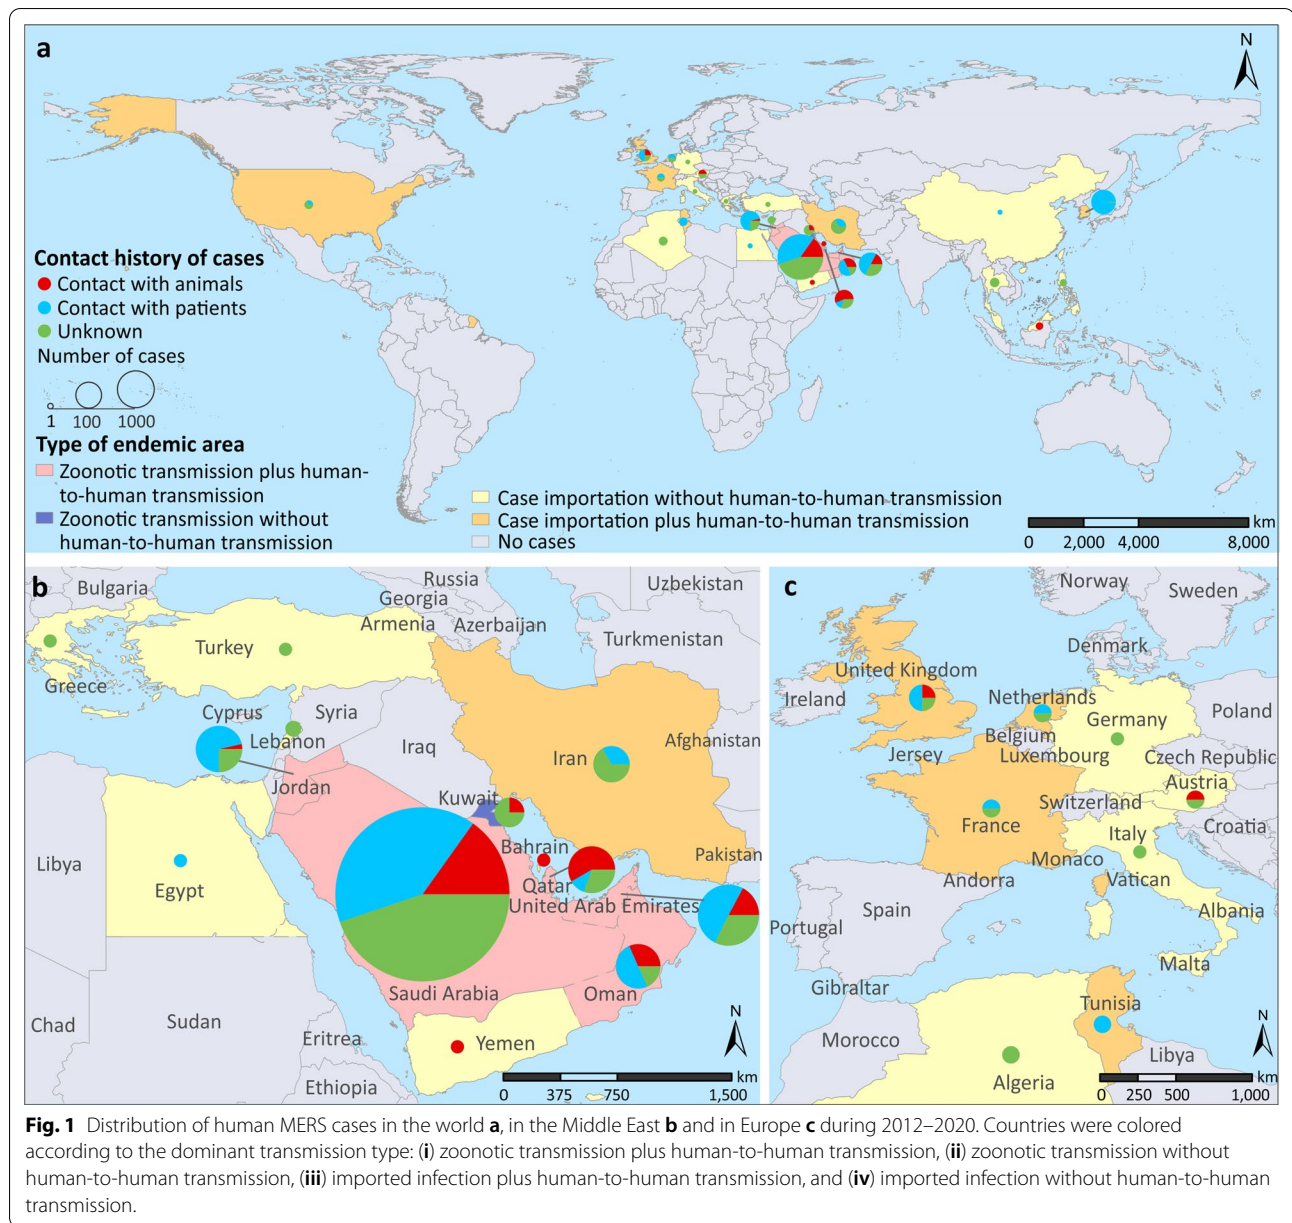 a
N
Contact history of cases
Contact with animals
Contact with patients
Unknown
Number of cases
1 100 1000
Type of endemic area
Zoonotic transmission plus human-
to-human transmission
Zoonotic transmission without
human-to-human transmission
Case importation without human-to-human transmission
Case importation plus human-to-human transmission
No cases
km
0 2,000 4,000 8,000
b
Bulgaria
Russia
Georgia
Uzbekistan
Armenia
Azerbaijan
Turkmenistan
Turkey
Greece
Cyprus
Syria
Lebanon
Iraq
Iran
Afghanistan
Jordan
Kuwait
Libya
Egypt
Bahrain
Pakistan
Qatar
United Arab Emirates
Saudi Arabia
Oman
Chad
Sudan
Eritrea
Yemen
Ethiopia
N
km
0 375 750 1,500
c
Norway
Sweden
Denmark
United Kingdom
Ireland
Netherlands
Germany
Poland
Belgium
Jersey
Luxembourg
Czech Republic
Austria
Switzerland
France
Italy
Croatia
Monaco
Andorra
Vatican
Spain
Albania
Portugal
Malta
Gibraltar
Tunisia
Morocco
Libya
Algeria
N
km
0 250 500 1,000
Fig. 1 Distribution of human MERS cases in the world a, in the Middle East b and in Europe c during 2012–2020. Countries were colored
according to the dominant transmission type: (i) zoonotic transmission plus human-to-human transmission, (ii) zoonotic transmission without
human-to-human transmission, (iii) imported infection plus human-to-human transmission, and (iv) imported infection without human-to-human
transmission.